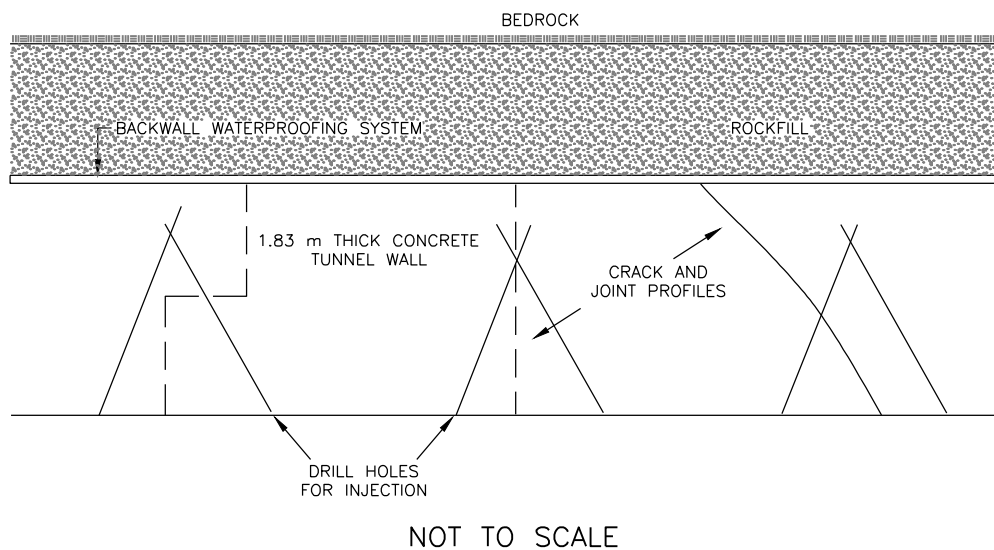 BEDROCK
BACKWALL WATERPROOFING SYSTEM
ROCKFILL
1.83 m THICK CONCRETE
TUNNEL WALL
CRACK AND
JOINT PROFILES
DRILL HOLES
FOR INJECTION
NOT TO SCALE